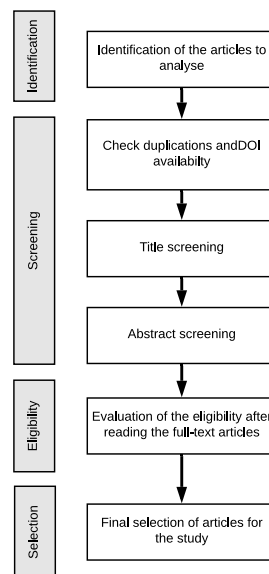 Identification
Identification of the articles to
analyse
Screening
Check duplications andDOI
availabilty
Title screening
Abstract screening
Eligibility
Evaluation of the eligibility after
reading the full-text articles
Selection
Final selection of articles for
the study